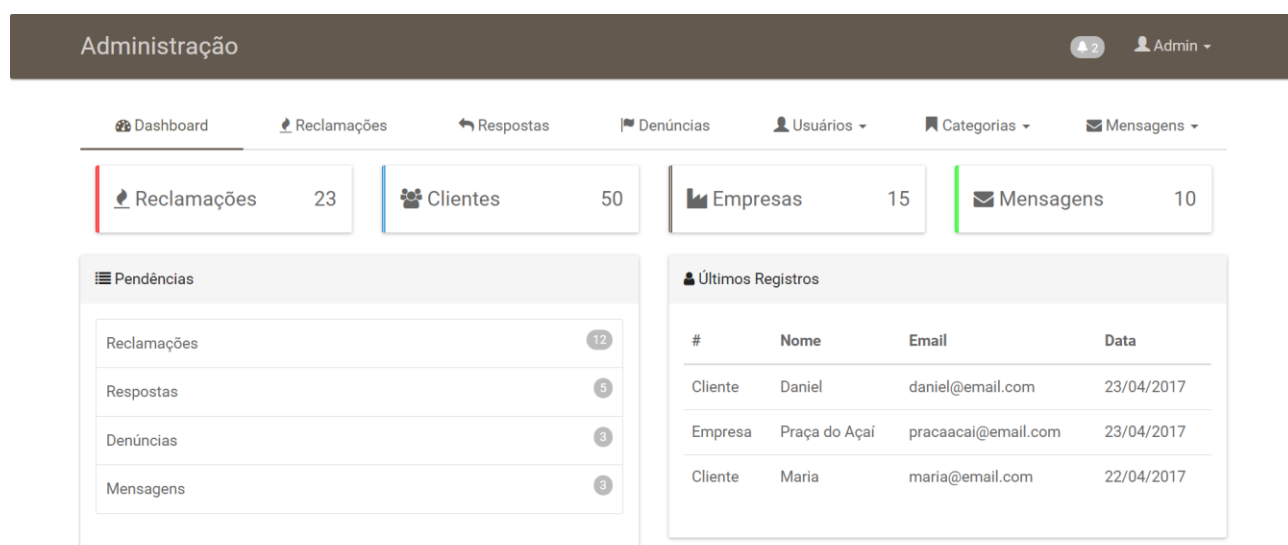 Administração 2 Admin
Dashboard Reclamações Respostas Denúncias Usuários Categorias Mensagens
Reclamações 23 Clientes 50 Empresas 15 Mensagens 10
Pendências
Reclamações 12
Respostas 5
Denúncias 3
Mensagens 3
Últimos Registros
# Nome Email Data
Cliente Daniel daniel@email.com 23/04/2017
Empresa Praça do Açaí pracaacai@email.com 23/04/2017
Cliente Maria maria@email.com 22/04/2017